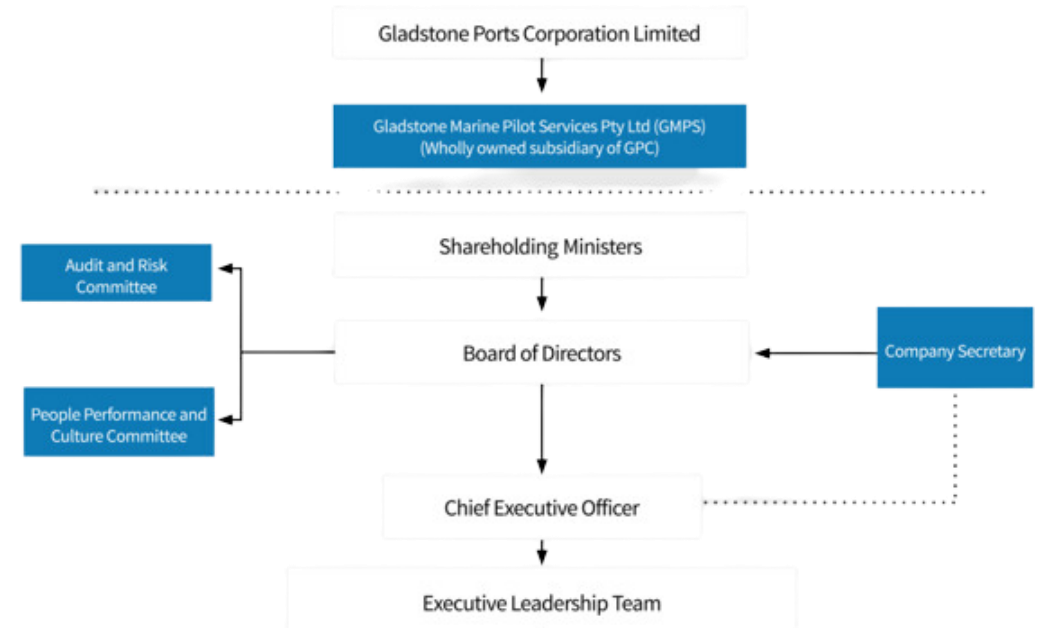 Gladstone Ports Corporation Limited
Gladstone Marine Pilot Services Pty Ltd (GMPS)
(Wholly owned subsidiary of GPC)
Shareholding Ministers
Audit and Risk
Committee
Board of Directors
Company Secretary
People Performance and
Culture Committee
Chief Executive Officer
Executive Leadership Team